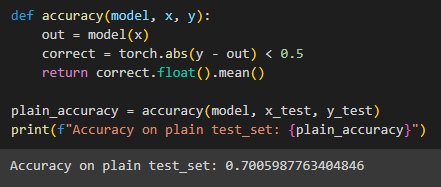 def accuracy(model, x, y):
    out = model(x)
    correct = torch.abs(y - out) < 0.5
    return correct.float().mean()
plain_accuracy = accuracy(model, x_test, y_test)
print(f"Accuracy on plain test_set: {plain_accuracy}")
Accuracy on plain test_set: 0.7005987763404846